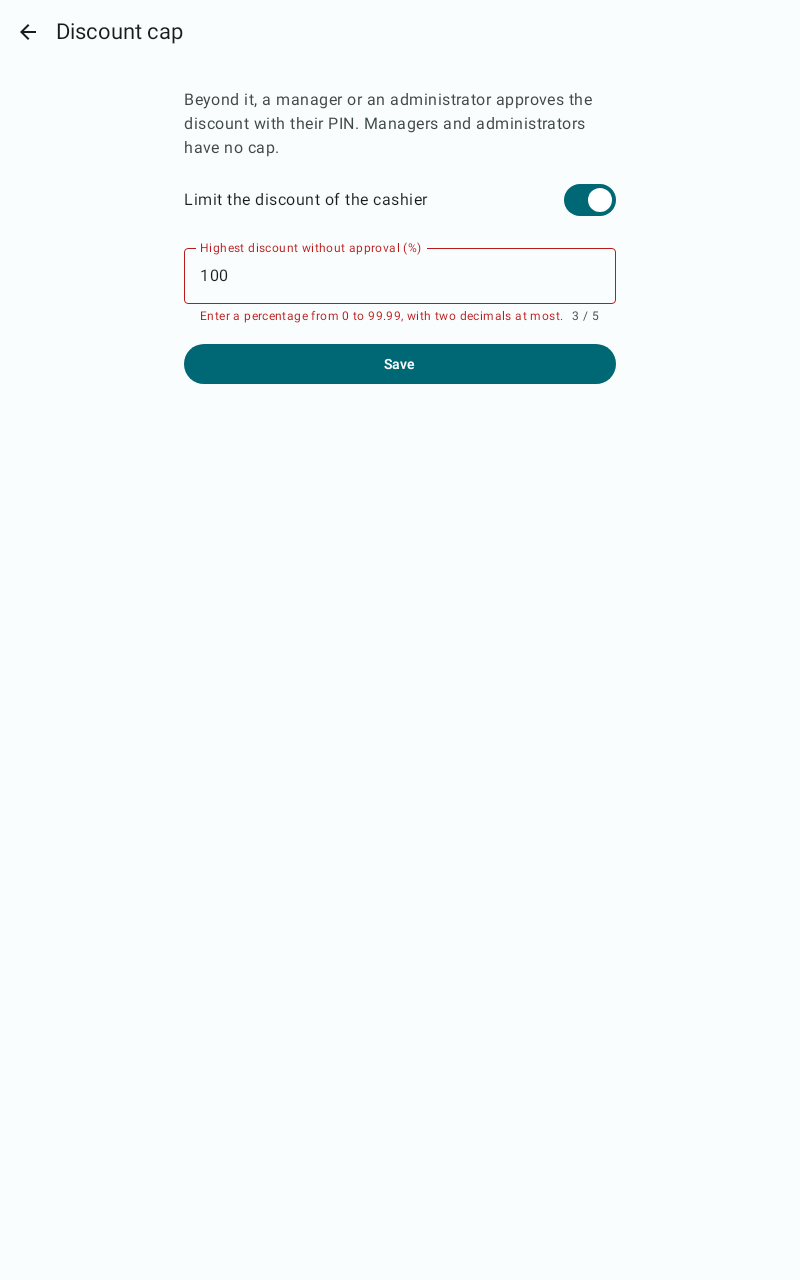 Discount cap
Beyond it, a manager or an administrator approves the
discount with their PIN. Managers and administrators
have no cap.
Limit the discount of the cashier
Highest discount without approval (%)
100
Enter a percentage from 0 to 99.99, with two decimals at most. 3 / 5
Save